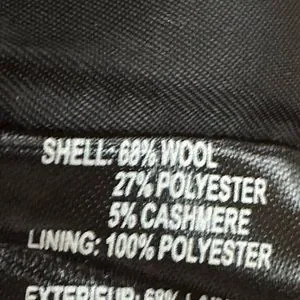 SHELL: 68% WOOL
27% POLYESTER
5% CASHMERE
LINING: 100% POLYESTER
EXTERIEUR: 68%